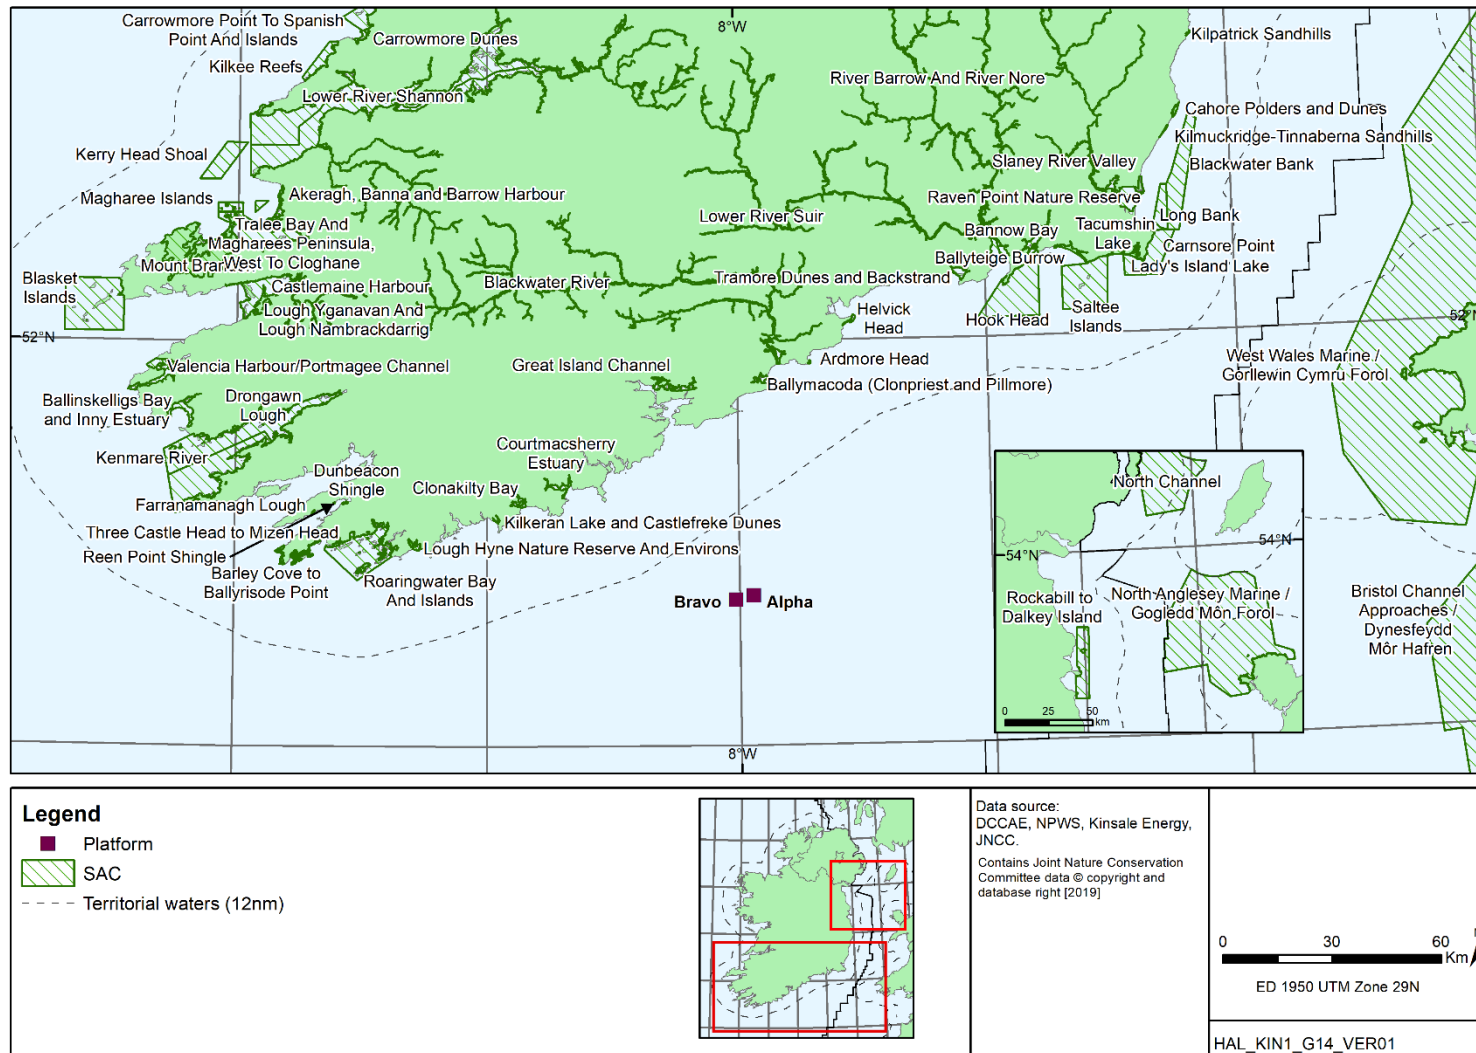 Carrowmore Point To Spanish
Point And Islands
Kilkee Reefs
Carrowmore Dunes
8°W
Kilpatrick Sandhills
River Barrow And River Nore
Lower River Shannon
Cahore Polders and Dunes
Kilmuckridge-Tinnaberna Sandhills
Kerry Head Shoal
Slaney River Valley
Blackwater Bank
Magharee Islands
Akeragh, Banna and Barrow Harbour
Raven Point Nature Reserve
Lower River Suir
Long Bank
Tralee Bay And
Magharees Peninsula,
West To Cloghane
Bannow Bay
Tacumshin
Lake
Carnsore Point
Mount Bran
Ballyteige Burrow
Lady's Island Lake
Blasket
Islands
Castlemaine Harbour
Blackwater River
Tramore Dunes and Backstrand
Lough Yganavan And
Lough Nambrackdarrig
Helvick
Head
Hook Head
Saltee
Islands
52°N
52°N
Valencia Harbour/Portmagee Channel
Great Island Channel
Ardmore Head
West Wales Marine /
Gorllewin Cymru Forol
Ballymacoda (Clonpriest and Pillmore)
Ballinskelligs Bay
and Inny Estuary
Drongawn
Lough
Kenmare River
Courtmacsherry
Estuary
Dunbeacon
Shingle
Clonakilty Bay
Farranamanagh Lough
Kilkeran Lake and Castlefreke Dunes
Three Castle Head to Mizen Head
Reen Point Shingle
Lough Hyne Nature Reserve And Environs
Barley Cove to
Ballyrisode Point
Roaringwater Bay
And Islands
Bravo
Alpha
North Channel
54°N
54°N
Rockabill to
Dalkey Island
North Anglesey Marine /
Gogledd Môn Forol
0 25 50
km
Bristol Channel
Approaches /
Dynesfeydd
Môr Hafren
8°W
Legend
Platform
SAC
Territorial waters (12nm)
Data source:
DCCAE, NPWS, Kinsale Energy,
JNCC.
Contains Joint Nature Conservation
Committee data © copyright and
database right [2019]
0 30 60
Km
ED 1950 UTM Zone 29N
HAL_KIN1_G14_VER01